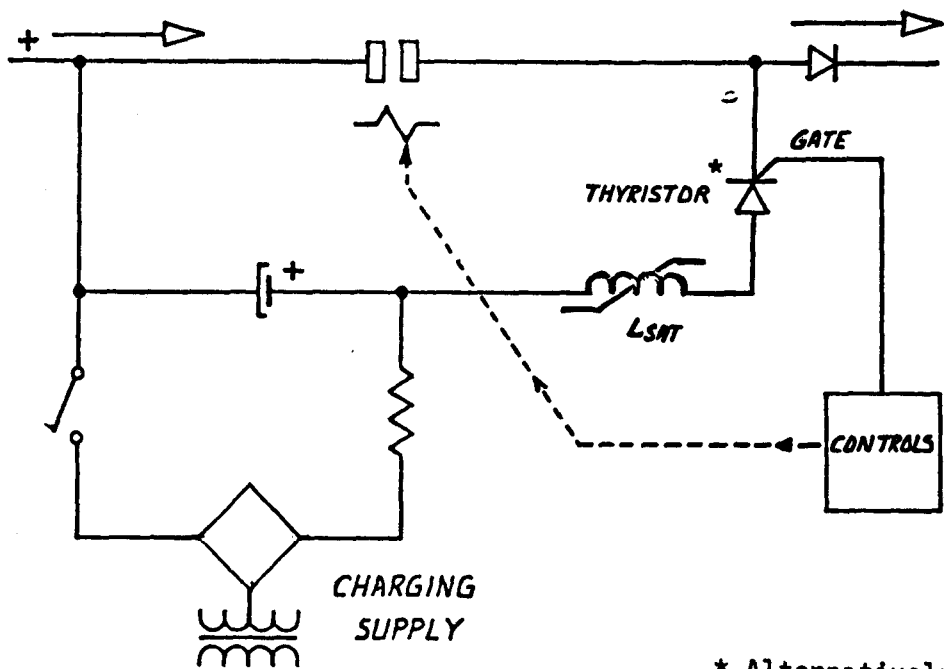 +
GATE
*
THYRISTOR
+
LSAT
CONTROLS
CHARGING
SUPPLY
* Alternatively